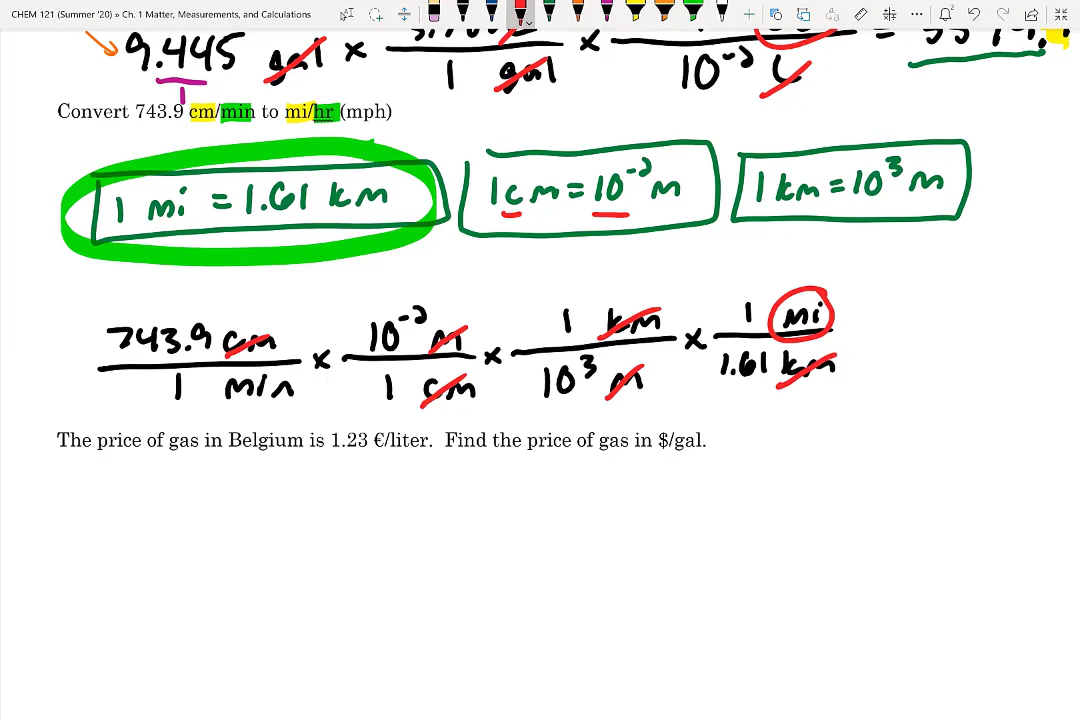 CHEM 121 (Summer '20) » Ch. 1 Matter, Measurements, and Calculations
9.445 gal × 1 gal × 10⁻² L =
Convert 743.9 cm/min to mi/hr (mph)
1 mi = 1.61 km 1 cm = 10⁻² m 1 km = 10³ m
743.9 cm × 10⁻² m × 1 km × 1 mi
1 min 1 cm 10³ m 1.61 km
The price of gas in Belgium is 1.23 €/liter. Find the price of gas in $/gal.